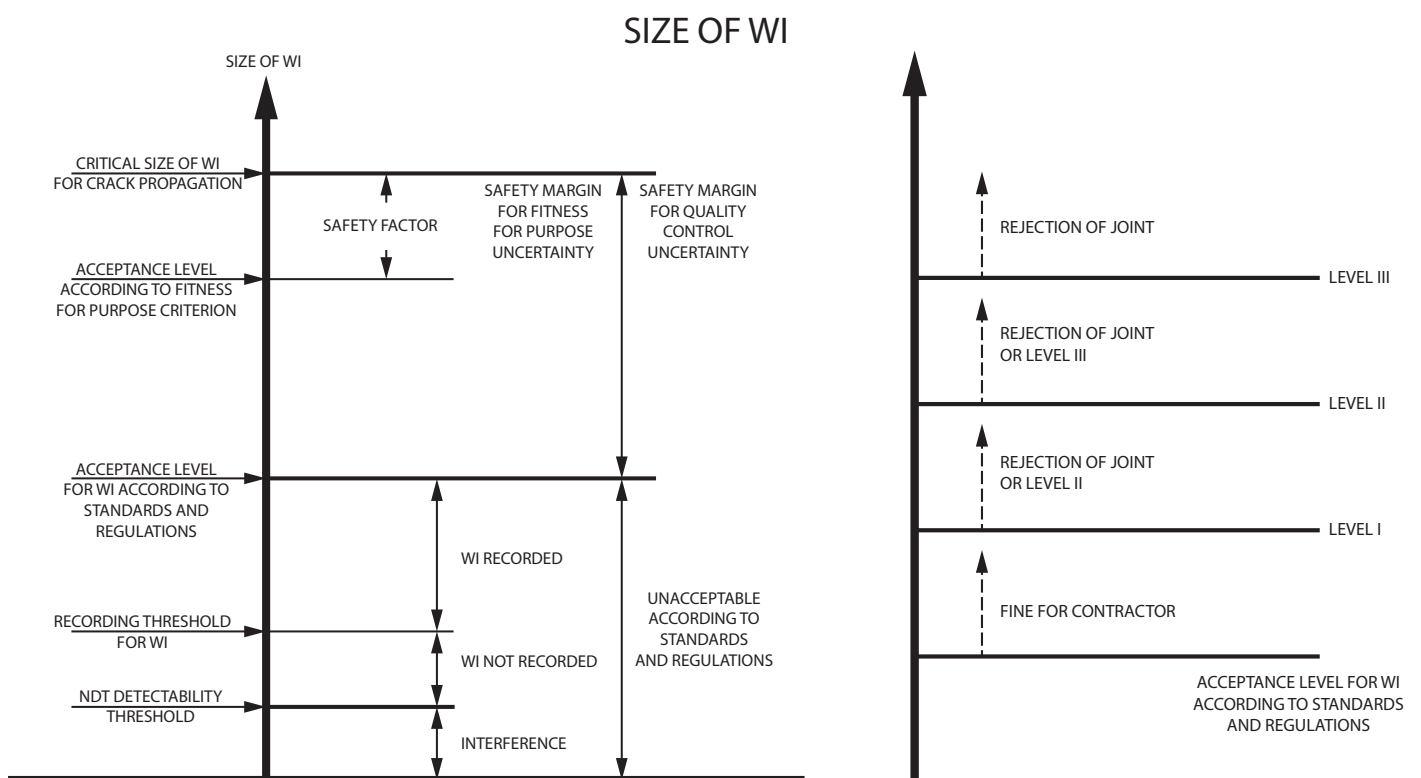 SIZE OF WI
SIZE OF WI
CRITICAL SIZE OF WI
FOR CRACK PROPAGATION
SAFETY FACTOR
SAFETY MARGIN
FOR FITNESS
FOR PURPOSE
UNCERTAINTY
SAFETY MARGIN
FOR QUALITY
CONTROL
UNCERTAINTY
ACCEPTANCE LEVEL
ACCORDING TO FITNESS
FOR PURPOSE CRITERION
ACCEPTANCE LEVEL
FOR WI ACCORDING TO
STANDARDS AND
REGULATIONS
WI RECORDED
RECORDING THRESHOLD
FOR WI
WI NOT RECORDED
UNACCEPTABLE
ACCORDING TO
STANDARDS
AND REGULATIONS
NDT DETECTABILITY
THRESHOLD
INTERFERENCE
REJECTION OF JOINT
LEVEL III
REJECTION OF JOINT
OR LEVEL III
LEVEL II
REJECTION OF JOINT
OR LEVEL II
LEVEL I
FINE FOR CONTRACTOR
ACCEPTANCE LEVEL FOR WI
ACCORDING TO STANDARDS
AND REGULATIONS